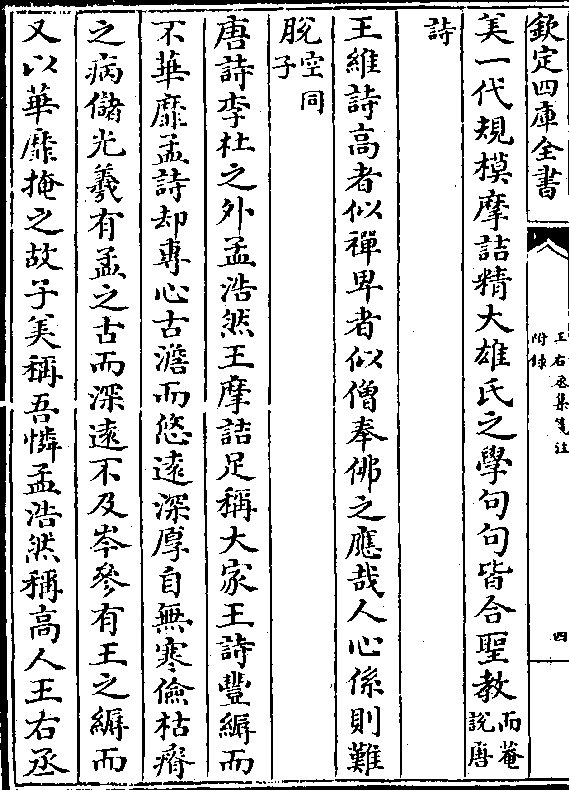 欽定四庫全書
王右丞集箋注
附錄
四
美一代規模摩詰精大雄氏之學句句皆合聖教而菴說唐
詩
王維詩高者似禪卑者似僧奉佛之應哉人心係則難
脫空同子
唐詩李杜之外孟浩然王摩詰足稱大家王詩豐縟而
不華靡孟詩却專心古澹而悠遠深厚自無寒儉枯瘠
之病儲光羲有孟之古而深遠不及岑參有王之縟而
又以華靡掩之故子美稱吾憐孟浩然稱高人王右丞